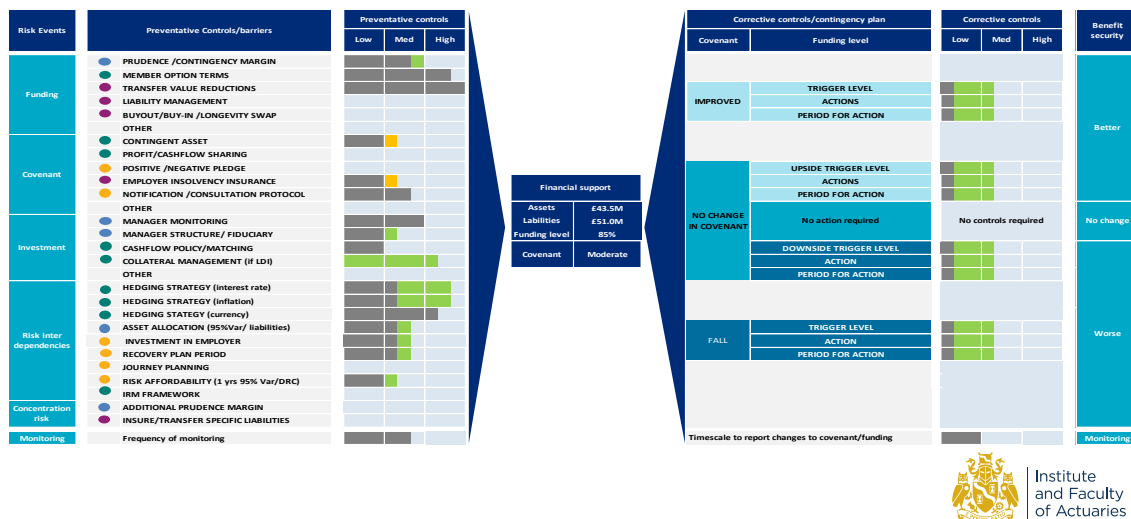 Risk Events
Preventative Controls/barriers
Preventative controls
Low Med High
Funding
PRUDENCE /CONTINGENCY MARGIN
MEMBER OPTION TERMS
TRANSFER VALUE REDUCTIONS
LIABILITY MANAGEMENT
BUYOUT/BUY-IN /LONGEVITY SWAP
OTHER
Covenant
CONTINGENT ASSET
PROFIT/CASHFLOW SHARING
POSITIVE /NEGATIVE PLEDGE
EMPLOYER INSOLVENCY INSURANCE
NOTIFICATION /CONSULTATION PROTOCOL
OTHER
Investment
MANAGER MONITORING
MANAGER STRUCTURE/ FIDUCIARY
CASHFLOW POLICY/MATCHING
COLLATERAL MANAGEMENT (if LDI)
OTHER
Risk inter
dependencies
HEDGING STRATEGY (interest rate)
HEDGING STRATEGY (inflation)
HEDGING STATEGY (currency)
ASSET ALLOCATION (95%Var/ liabilities)
INVESTMENT IN EMPLOYER
RECOVERY PLAN PERIOD
JOURNEY PLANNING
RISK AFFORDABILITY (1 yrs 95% Var/DRC)
IRM FRAMEWORK
Concentration
risk
ADDITIONAL PRUDENCE MARGIN
INSURE/TRANSFER SPECIFIC LIABILITIES
Monitoring
Frequency of monitoring
Financial support
Assets £43.5M
Labilities £51.0M
Funding level 85%
Covenant Moderate
Corrective controls/contingency plan
Covenant Funding level
Corrective controls
Low Med High
Benefit
security
IMPROVED
TRIGGER LEVEL
ACTIONS
PERIOD FOR ACTION
Better
NO CHANGE
IN COVENANT
UPSIDE TRIGGER LEVEL
ACTIONS
PERIOD FOR ACTION
No action required
No controls required
No change
DOWNSIDE TRIGGER LEVEL
ACTION
PERIOD FOR ACTION
FALL
TRIGGER LEVEL
ACTION
PERIOD FOR ACTION
Worse
Timescale to report changes to covenant/funding
Monitoring
Institute
and Faculty
of Actuaries